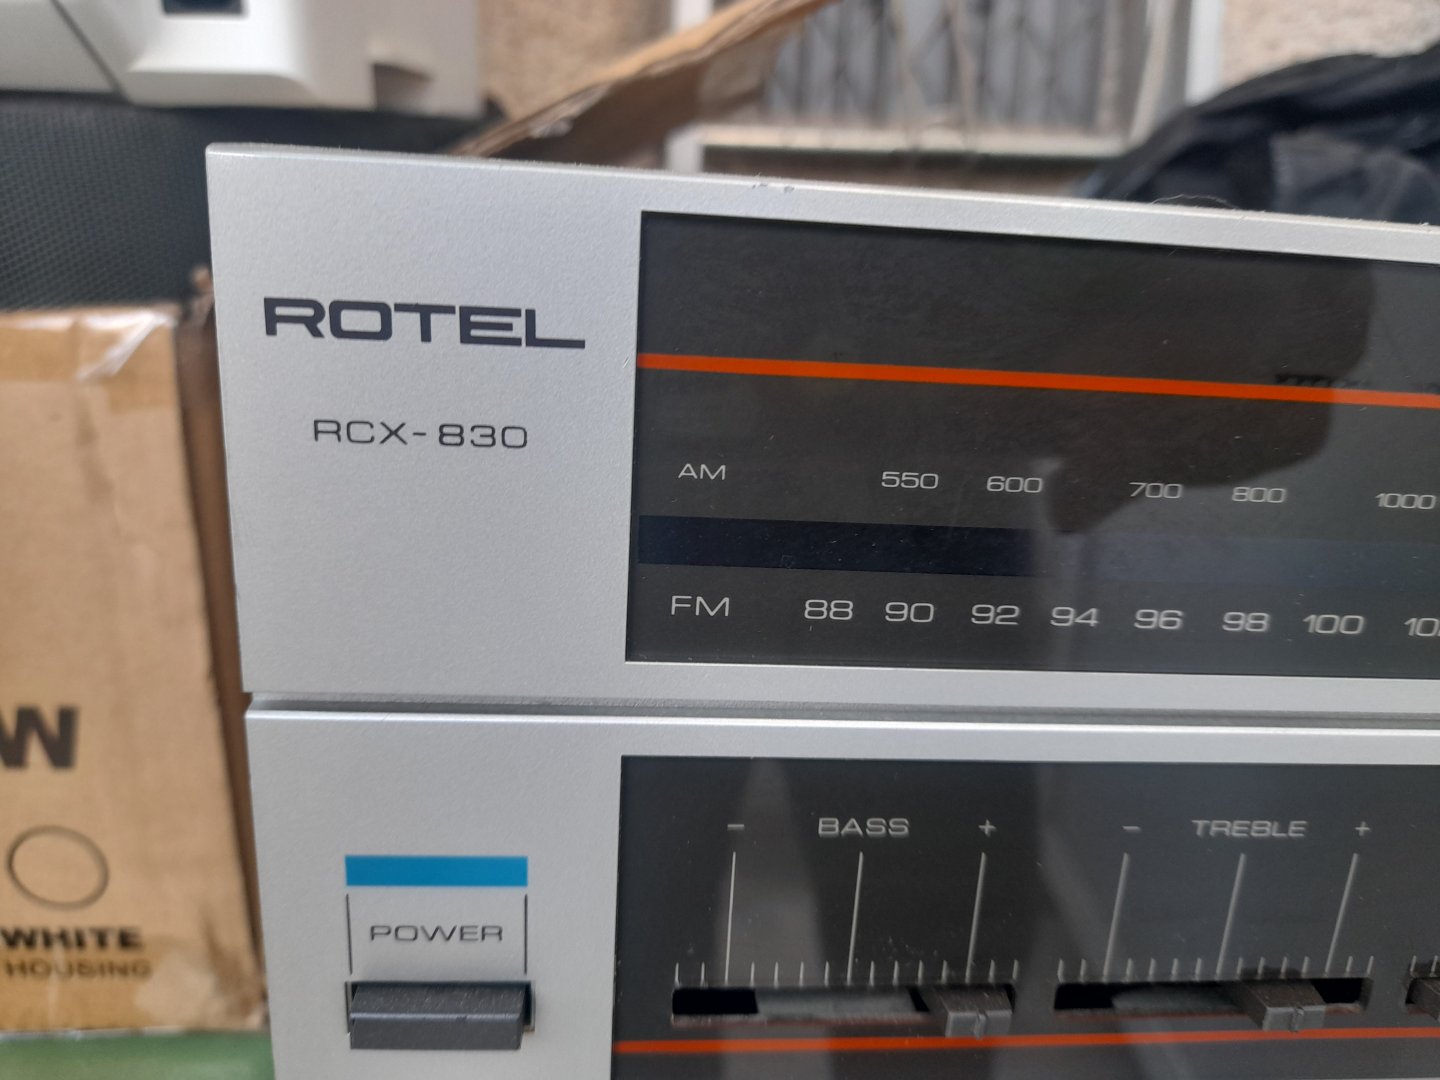 ROTEL
RCX-830
AM 550 600 700 800 1000
FM 88 90 92 94 96 98 100
- BASS + - TREBLE +
POWER
W
WHITE
HOUSING